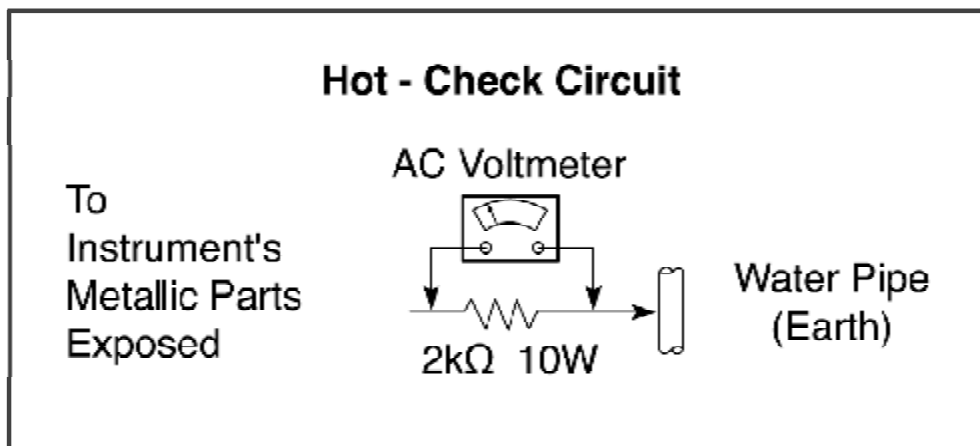 Hot - Check Circuit
AC Voltmeter
To
Instrument's
Metallic Parts
Exposed
Water Pipe
(Earth)
2kΩ 10W